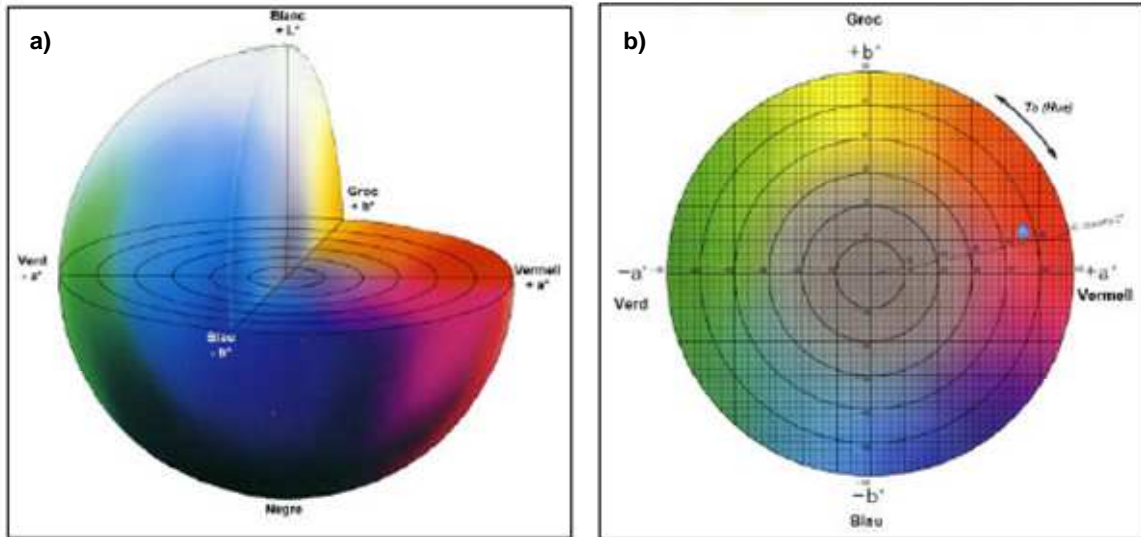 a)
Blanc
+ L*
Groc
+ b*
Verd
- a*
Vermell
+ a*
Blau
- b*
Negre
b)
Groc
+b*
To (Hue)
-a*
Verd
+a*
Vermell
-b*
Blau